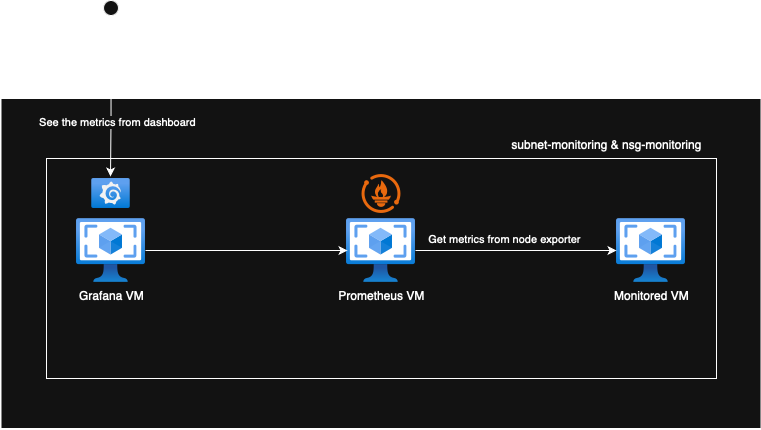 See the metrics from dashboard
subnet-monitoring & nsg-monitoring
Get metrics from node exporter
Grafana VM
Prometheus VM
Monitored VM